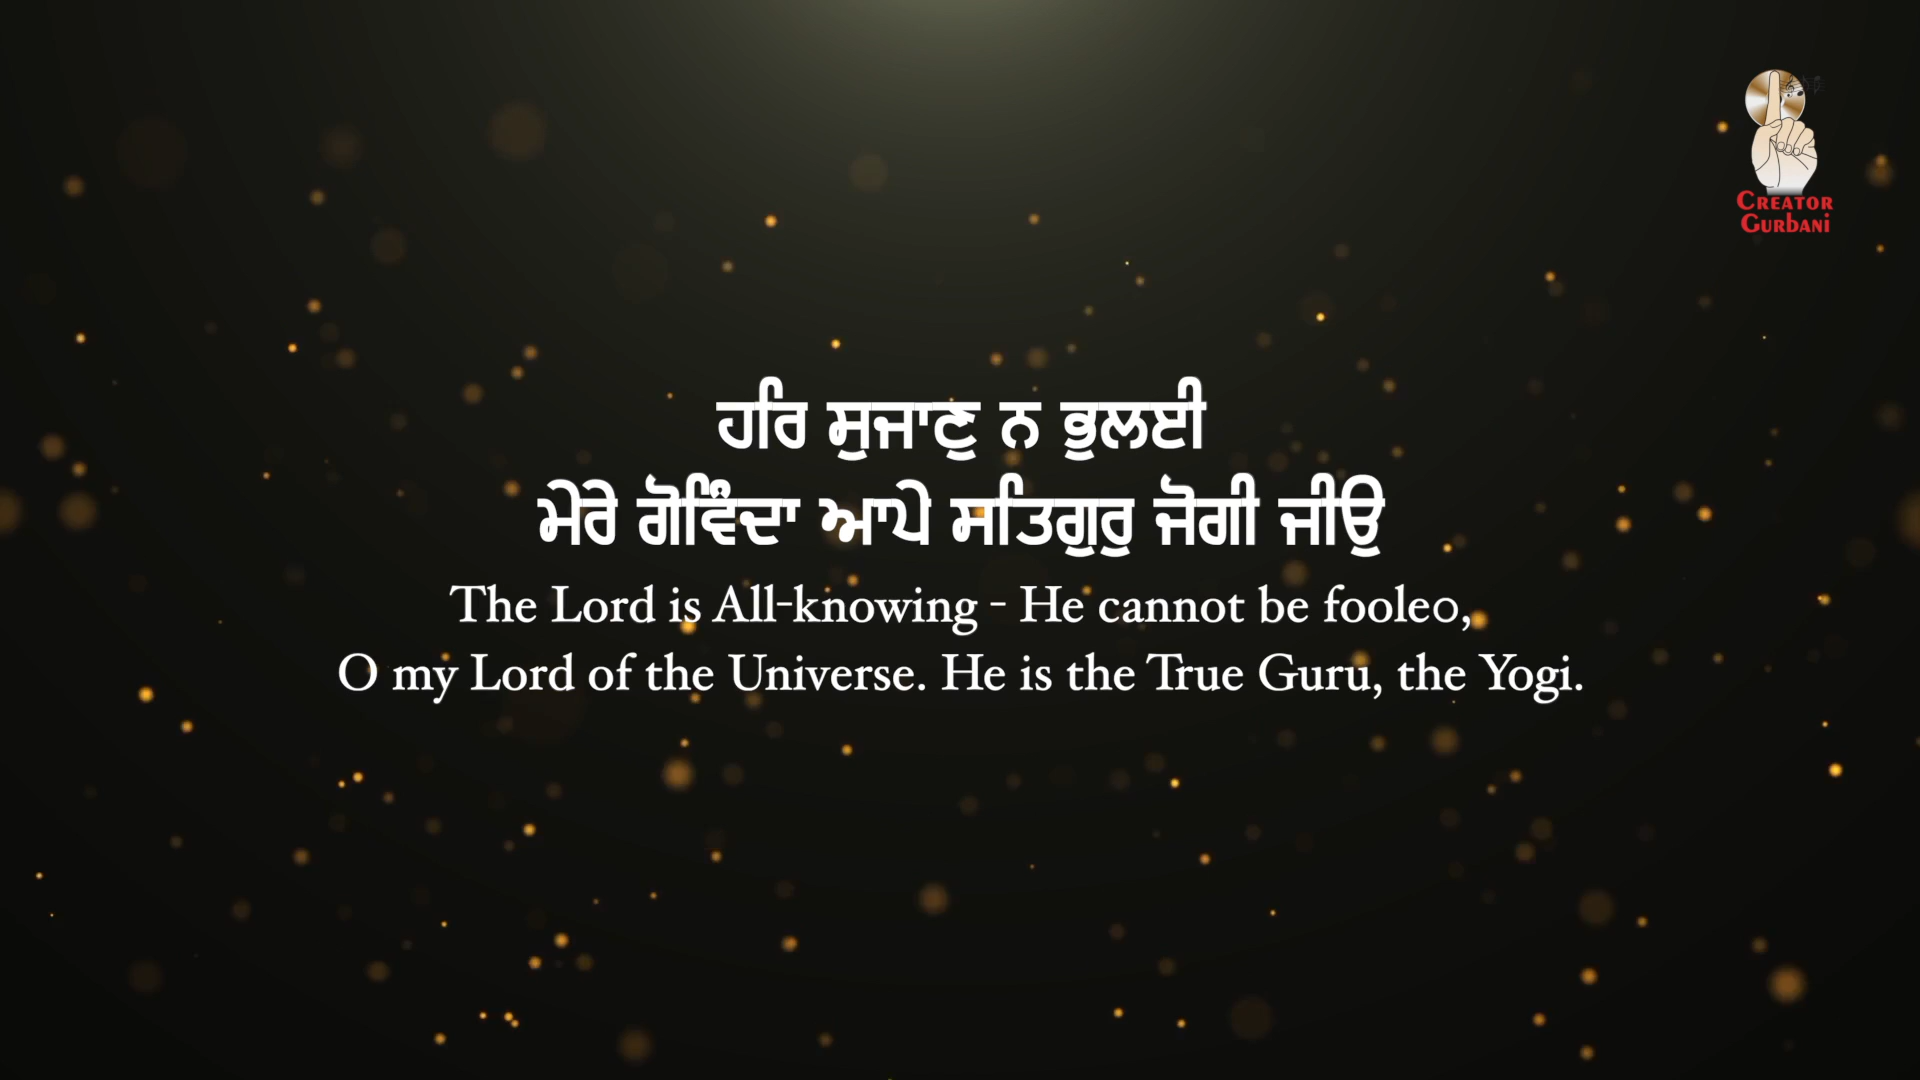 CREATOR
GURBANI
ਹਰਿ ਸੁਜਾਣੁ ਨ ਭੁਲਈ
ਮੇਰੇ ਗੋਵਿੰਦਾ ਆਪੇ ਸਤਿਗੁਰੁ ਜੋਗੀ ਜੀਉ
The Lord is All-knowing - He cannot be fooleo,
O my Lord of the Universe. He is the True Guru, the Yogi.